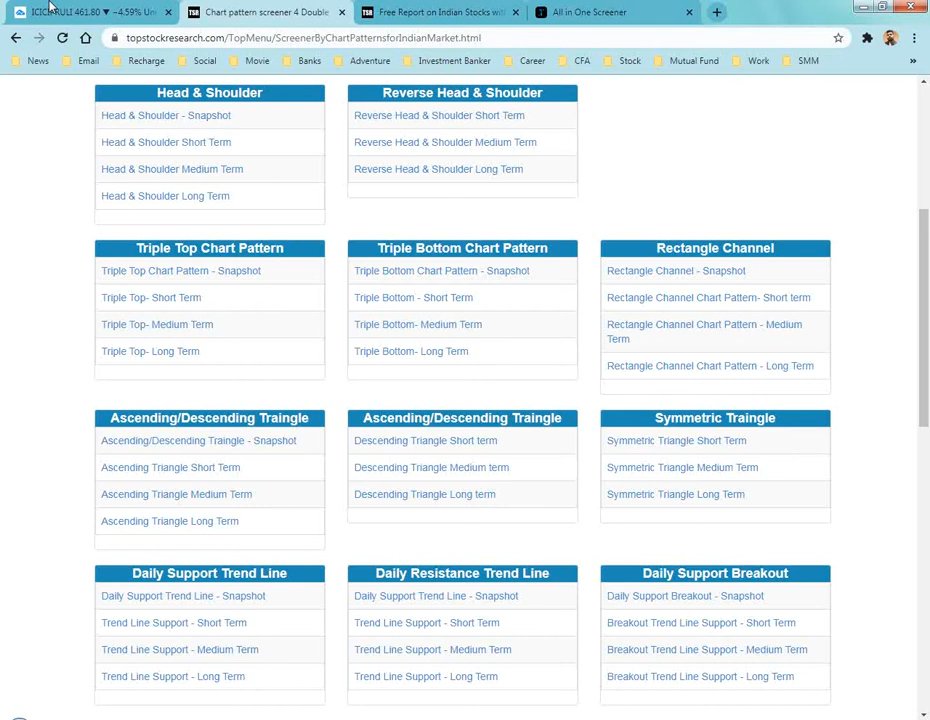 ICICIPRULI 461.80 ▼ −4.59% Un
Chart pattern screener 4 Double
Free Report on Indian Stocks with
All in One Screener
topstockresearch.com/TopMenu/ScreenerByChartPatternsforIndianMarket.html
News Email Recharge Social Movie Banks Adventure Investment Banker Career CFA Stock Mutual Fund Work SMM »
Head & Shoulder
Head & Shoulder - Snapshot
Head & Shoulder Short Term
Head & Shoulder Medium Term
Head & Shoulder Long Term
Reverse Head & Shoulder
Reverse Head & Shoulder Short Term
Reverse Head & Shoulder Medium Term
Reverse Head & Shoulder Long Term
Triple Top Chart Pattern
Triple Top Chart Pattern - Snapshot
Triple Top- Short Term
Triple Top- Medium Term
Triple Top- Long Term
Triple Bottom Chart Pattern
Triple Bottom Chart Pattern - Snapshot
Triple Bottom - Short Term
Triple Bottom- Medium Term
Triple Bottom- Long Term
Rectangle Channel
Rectangle Channel - Snapshot
Rectangle Channel Chart Pattern- Short term
Rectangle Channel Chart Pattern - Medium
Term
Rectangle Channel Chart Pattern - Long Term
Ascending/Descending Traingle
Ascending/Descending Traingle - Snapshot
Ascending Triangle Short Term
Ascending Triangle Medium Term
Ascending Triangle Long Term
Ascending/Descending Traingle
Descending Triangle Short term
Descending Triangle Medium term
Descending Triangle Long term
Symmetric Traingle
Symmetric Triangle Short Term
Symmetric Triangle Medium Term
Symmetric Triangle Long Term
Daily Support Trend Line
Daily Support Trend Line - Snapshot
Trend Line Support - Short Term
Trend Line Support - Medium Term
Trend Line Support - Long Term
Daily Resistance Trend Line
Daily Support Trend Line - Snapshot
Trend Line Support - Short Term
Trend Line Support - Medium Term
Trend Line Support - Long Term
Daily Support Breakout
Daily Support Breakout - Snapshot
Breakout Trend Line Support - Short Term
Breakout Trend Line Support - Medium Term
Breakout Trend Line Support - Long Term